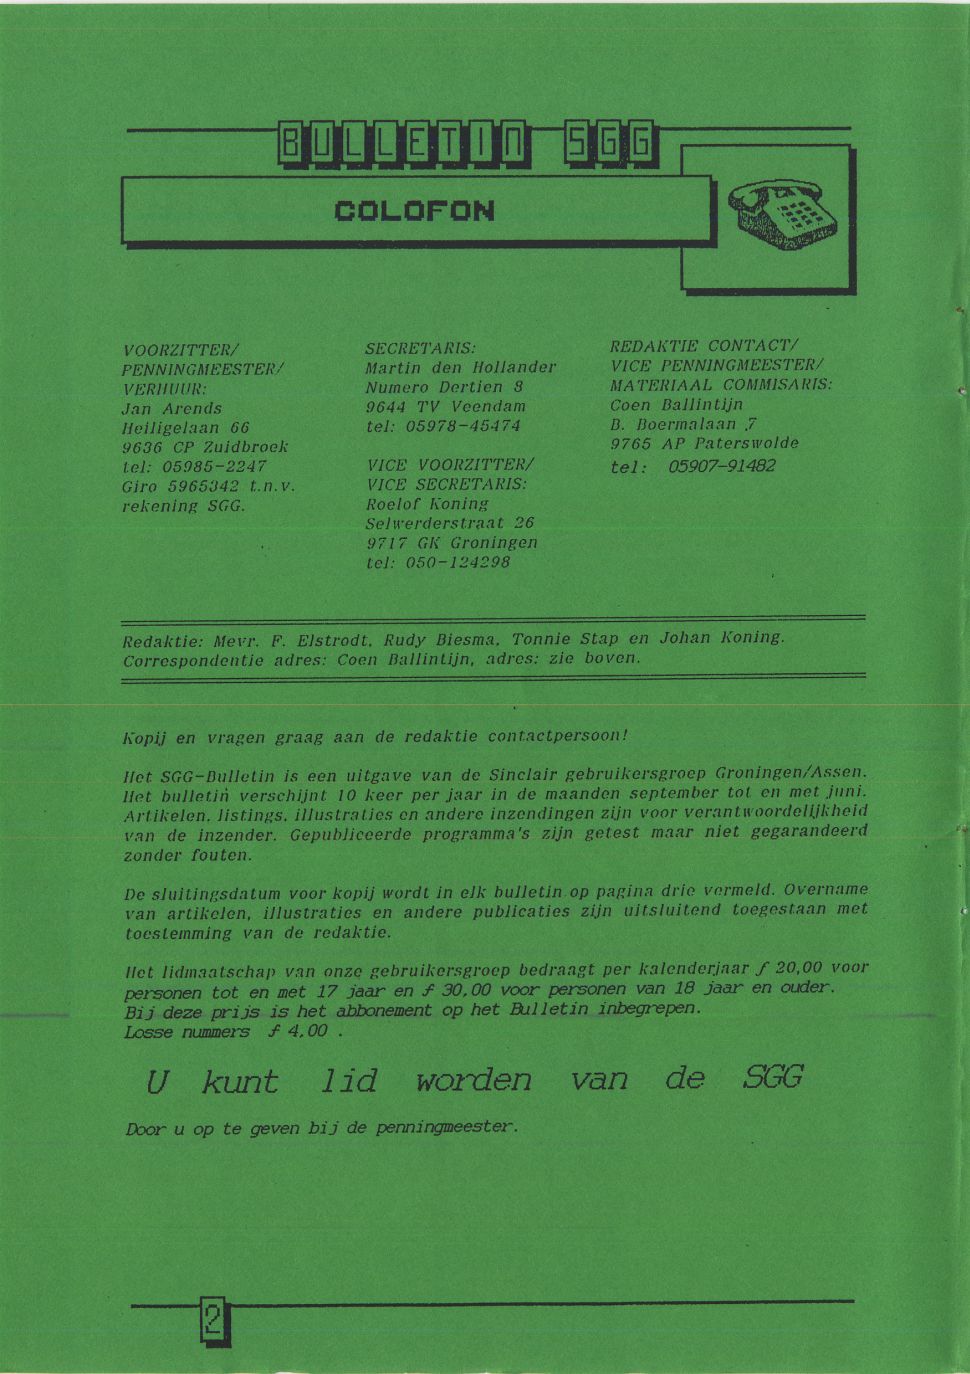 BULLETIN SGG
COLOFON
VOORZITTER/
PENNINGMEESTER/
VERHUUR:
Jan Arends
Heiligelaan 66
9636 CP Zuidbroek
tel: 05985-2247
Giro 5965342 t.n.v.
rekening SGG.
SECRETARIS:
Martin den Hollander
Numero Dertien 8
9644 TV Veendam
tel: 05978-45474
VICE VOORZITTER/
VICE SECRETARIS:
Roelof Koning
Selwerderstraat 26
9717 GK Groningen
tel: 050-124298
REDAKTIE CONTACT/
VICE PENNINGMEESTER/
MATERIAAL COMMISARIS:
Coen Ballintijn
B. Boermalaan 7
9765 AP Paterswolde
tel: 05907-91482
Redaktie: Mevr. F. Elstrodt, Rudy Biesma, Tonnie Stap en Johan Koning.
Correspondentie adres: Coen Ballintijn, adres: zie boven.
Kopij en vragen graag aan de redaktie contactpersoon!
Het SGG-Bulletin is een uitgave van de Sinclair gebruikersgroep Groningen/Assen.
Het bulletin verschijnt 10 keer per jaar in de maanden september tot en met juni.
Artikelen, listings, illustraties en andere inzendingen zijn voor verantwoordelijkheid
van de inzender. Gepubliceerde programma's zijn getest maar niet gegarandeerd
zonder fouten.
De sluitingsdatum voor kopij wordt in elk bulletin op pagina drie vermeld. Overname
van artikelen, illustraties en andere publicaties zijn uitsluitend toegestaan met
toestemming van de redaktie.
Het lidmaatschap van onze gebruikersgroep bedraagt per kalenderjaar ƒ 20,00 voor
personen tot en met 17 jaar en ƒ 30,00 voor personen van 18 jaar en ouder.
Bij deze prijs is het abbonement op het Bulletin inbegrepen.
Losse nummers ƒ 4,00 .
U kunt lid worden van de SGG
Door u op te geven bij de penningmeester.
2